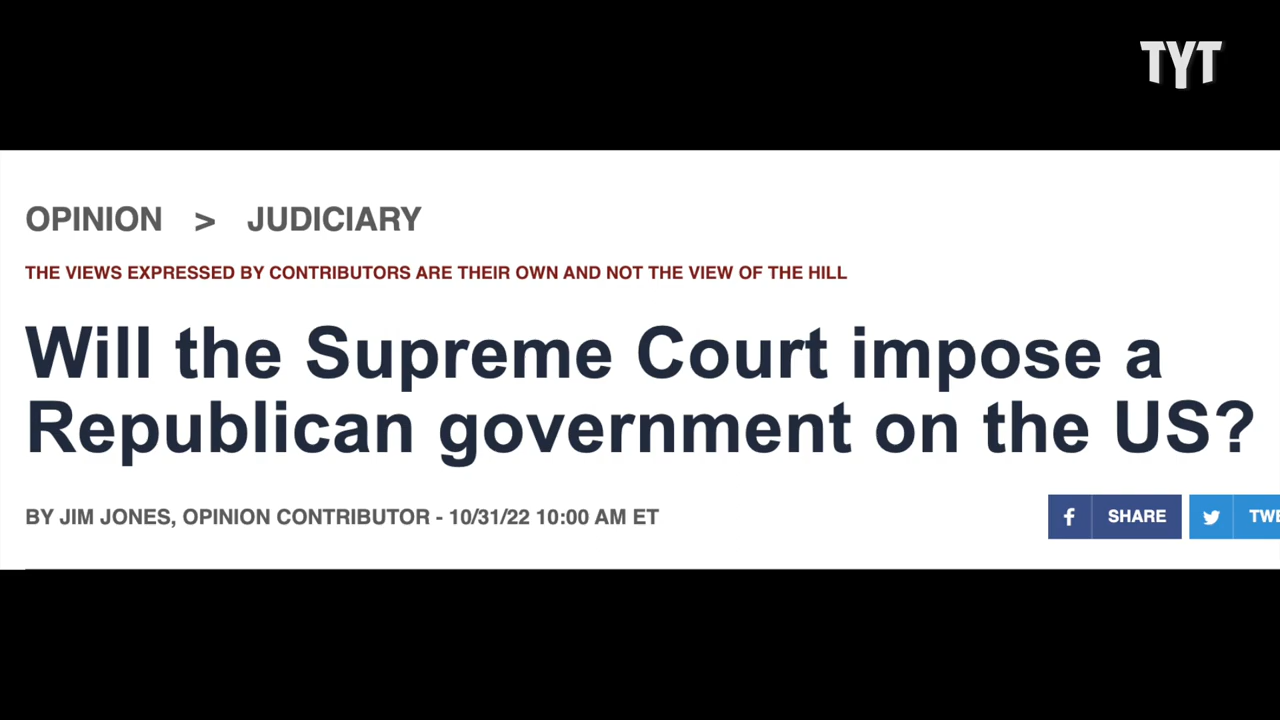 TYT
OPINION > JUDICIARY
THE VIEWS EXPRESSED BY CONTRIBUTORS ARE THEIR OWN AND NOT THE VIEW OF THE HILL
Will the Supreme Court impose a
Republican government on the US?
BY JIM JONES, OPINION CONTRIBUTOR - 10/31/22 10:00 AM ET
f SHARE TWE